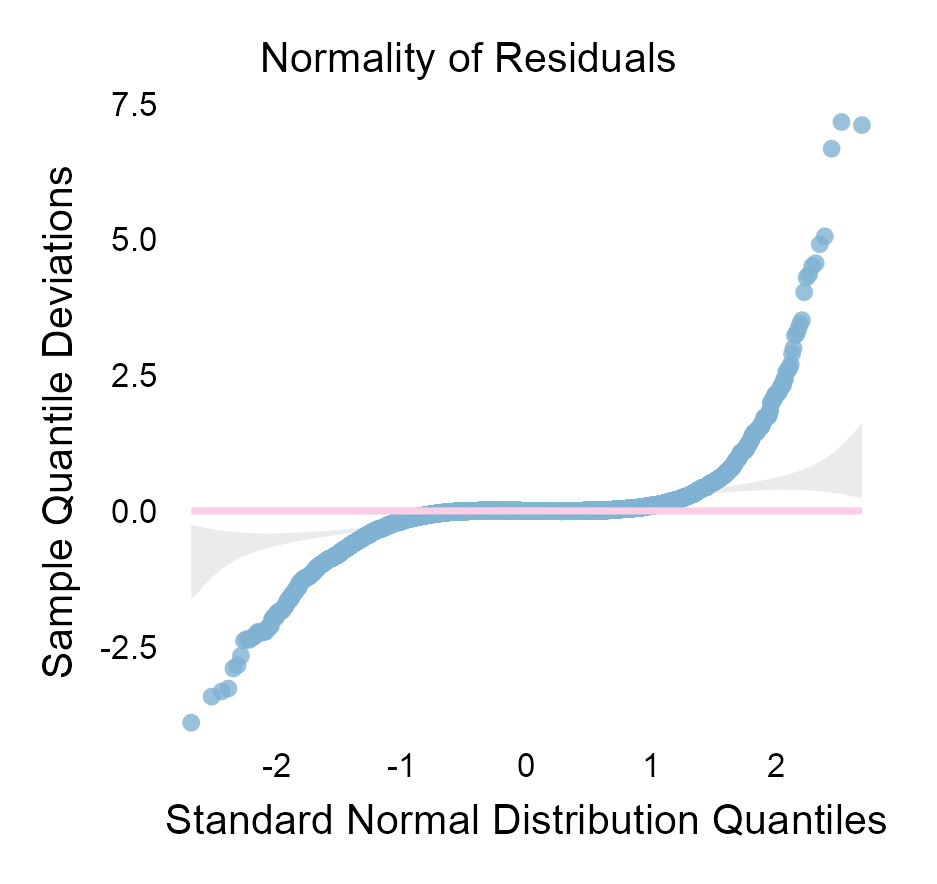 Normality of Residuals
7.5
5.0
2.5
0.0
-2.5
Sample Quantile Deviations
-2 -1 0 1 2
Standard Normal Distribution Quantiles